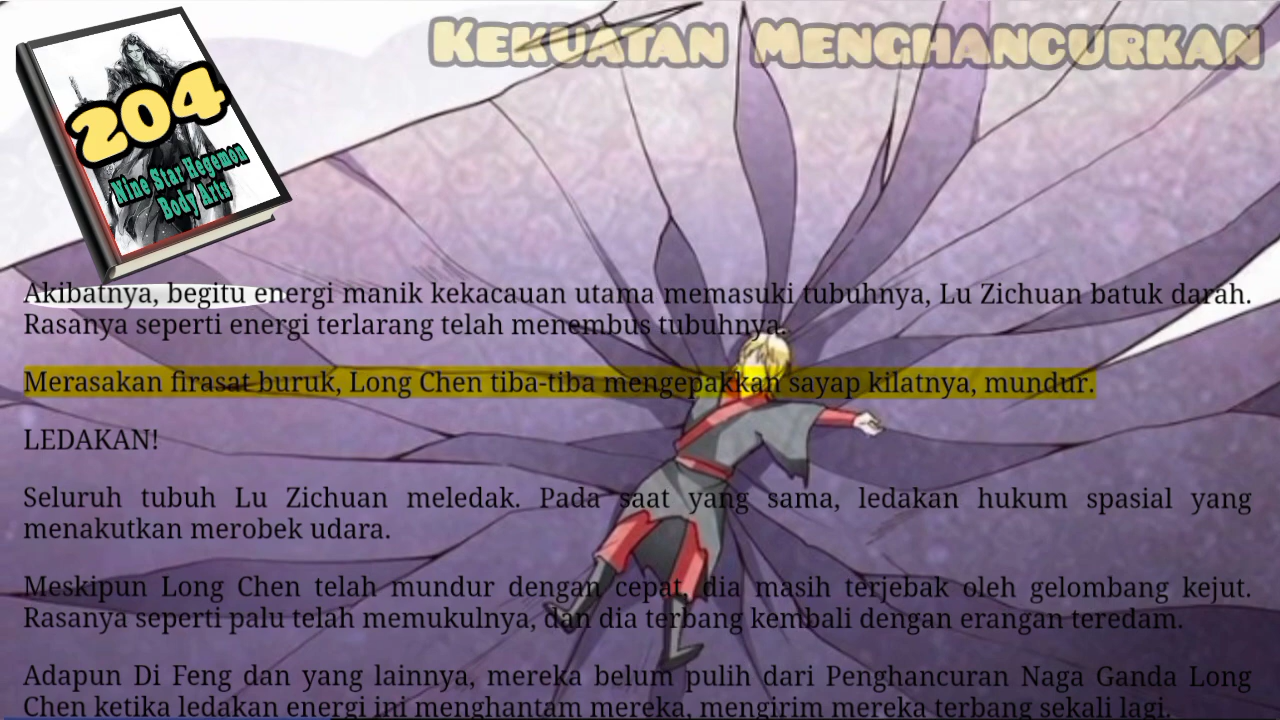 KEKUATAN MENGHANCURKAN
204
Nine Star Hegemon
Body Arts
Akibatnya, begitu energi manik kekacauan utama memasuki tubuhnya, Lu Zichuan batuk darah.
Rasanya seperti energi terlarang telah menembus tubuhnya.
Merasakan firasat buruk, Long Chen tiba-tiba mengepakkan sayap kilatnya, mundur.
LEDAKAN!
Seluruh tubuh Lu Zichuan meledak. Pada saat yang sama, ledakan hukum spasial yang
menakutkan merobek udara.
Meskipun Long Chen telah mundur dengan cepat, dia masih terjebak oleh gelombang kejut.
Rasanya seperti palu telah memukulnya, dan dia terbang kembali dengan erangan teredam.
Adapun Di Feng dan yang lainnya, mereka belum pulih dari Penghancuran Naga Ganda Long
Chen ketika ledakan energi ini menghantam mereka, mengirim mereka terbang sekali lagi.